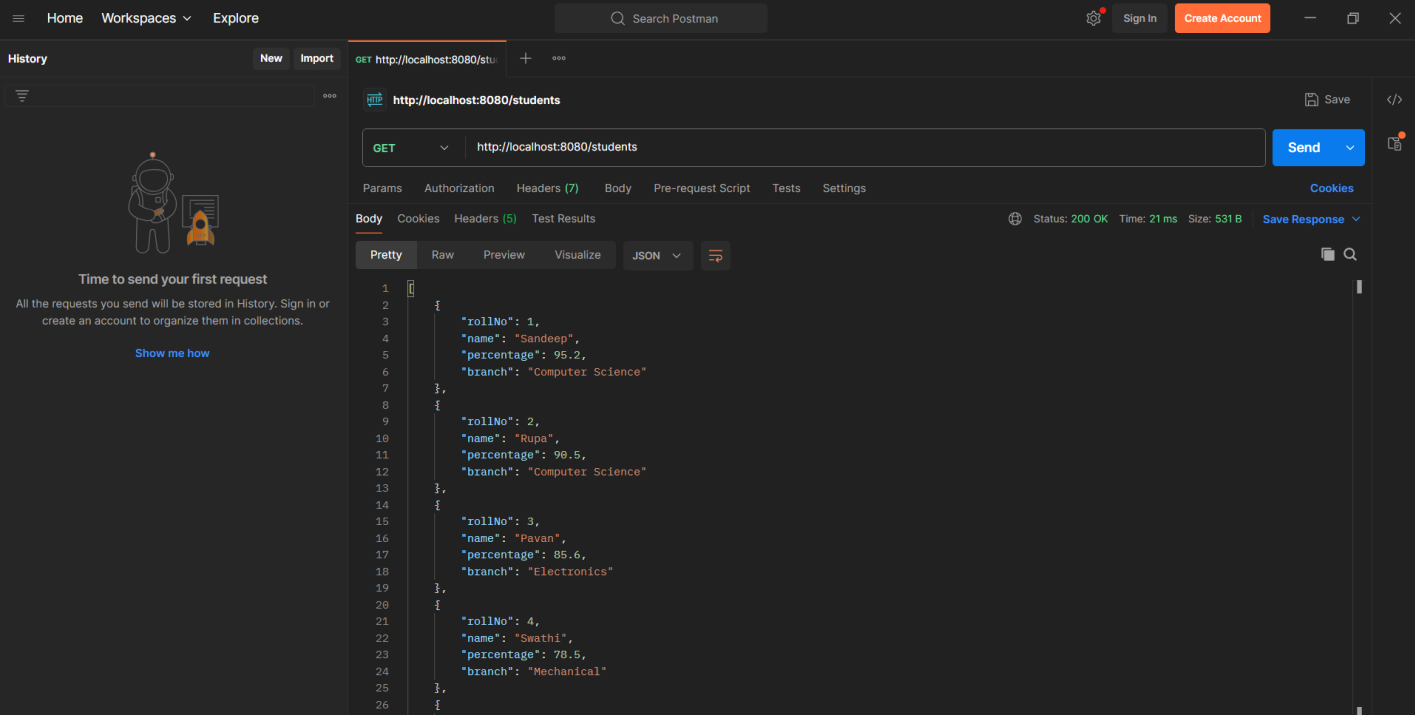 Home Workspaces Explore Search Postman Sign In Create Account
History New Import GET http://localhost:8080/stu
HTTP http://localhost:8080/students Save
GET http://localhost:8080/students Send
Params Authorization Headers (7) Body Pre-request Script Tests Settings Cookies
Body Cookies Headers (5) Test Results Status: 200 OK Time: 21 ms Size: 531 B Save Response
Pretty Raw Preview Visualize JSON
Time to send your first request
All the requests you send will be stored in History. Sign in or
create an account to organize them in collections.
Show me how
1 [
2 {
3 "rollNo": 1,
4 "name": "Sandeep",
5 "percentage": 95.2,
6 "branch": "Computer Science"
7 },
8 {
9 "rollNo": 2,
10 "name": "Rupa",
11 "percentage": 90.5,
12 "branch": "Computer Science"
13 },
14 {
15 "rollNo": 3,
16 "name": "Pavan",
17 "percentage": 85.6,
18 "branch": "Electronics"
19 },
20 {
21 "rollNo": 4,
22 "name": "Swathi",
23 "percentage": 78.5,
24 "branch": "Mechanical"
25 },
26 {